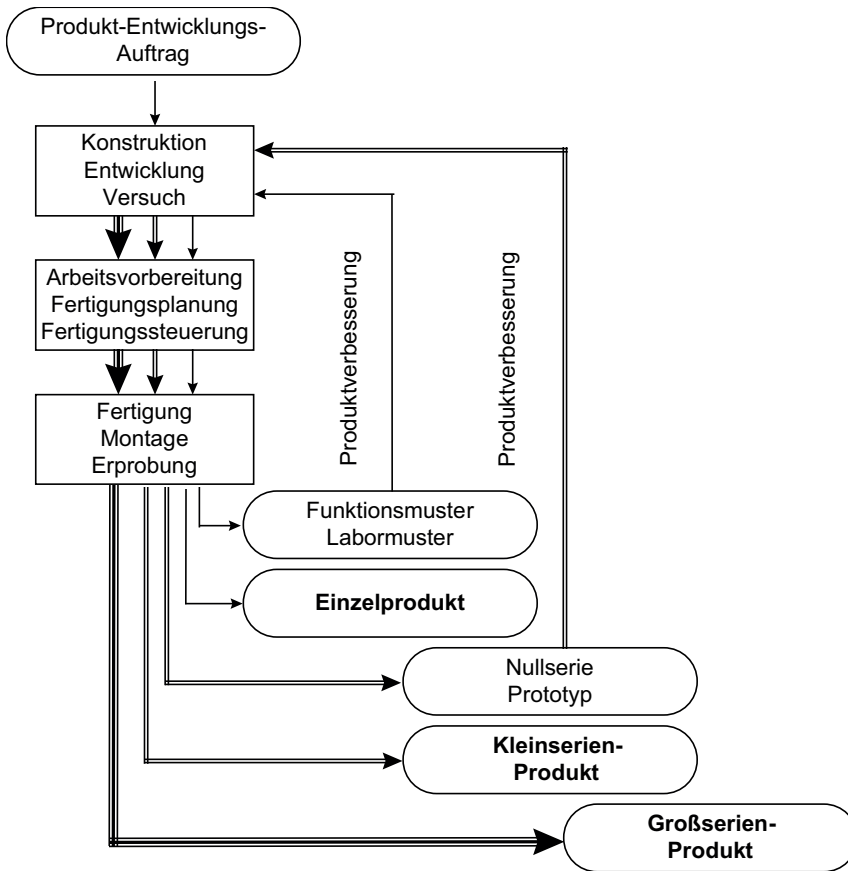 Produkt-Entwicklungs-
Auftrag
Konstruktion
Entwicklung
Versuch
Arbeitsvorbereitung
Fertigungsplanung
Fertigungssteuerung
Fertigung
Montage
Erprobung
Produktverbesserung
Produktverbesserung
Funktionsmuster
Labormuster
Einzelprodukt
Nullserie
Prototyp
Kleinserien-
Produkt
Großserien-
Produkt